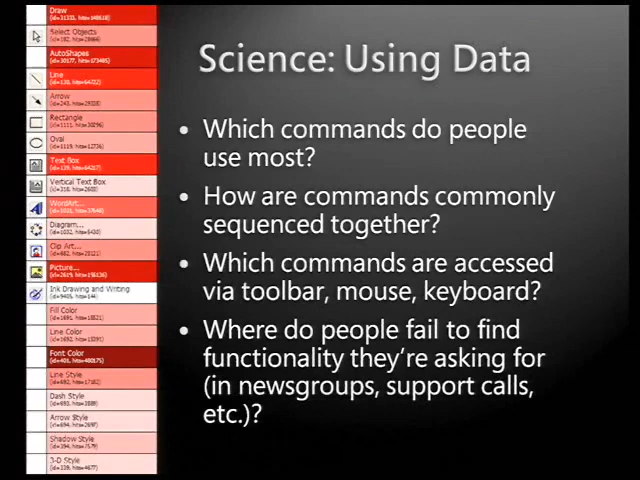 Draw
Select Objects
AutoShapes
Line
Arrow
Rectangle
Oval
Text Box
Vertical Text Box
WordArt...
Diagram...
Clip Art...
Picture...
Ink Drawing and Writing
Fill Color
Line Color
Font Color
Line Style
Dash Style
Arrow Style
Shadow Style
3-D Style
Science: Using Data
• Which commands do people
use most?
• How are commands commonly
sequenced together?
• Which commands are accessed
via toolbar, mouse, keyboard?
• Where do people fail to find
functionality they're asking for
(in newsgroups, support calls,
etc.)?